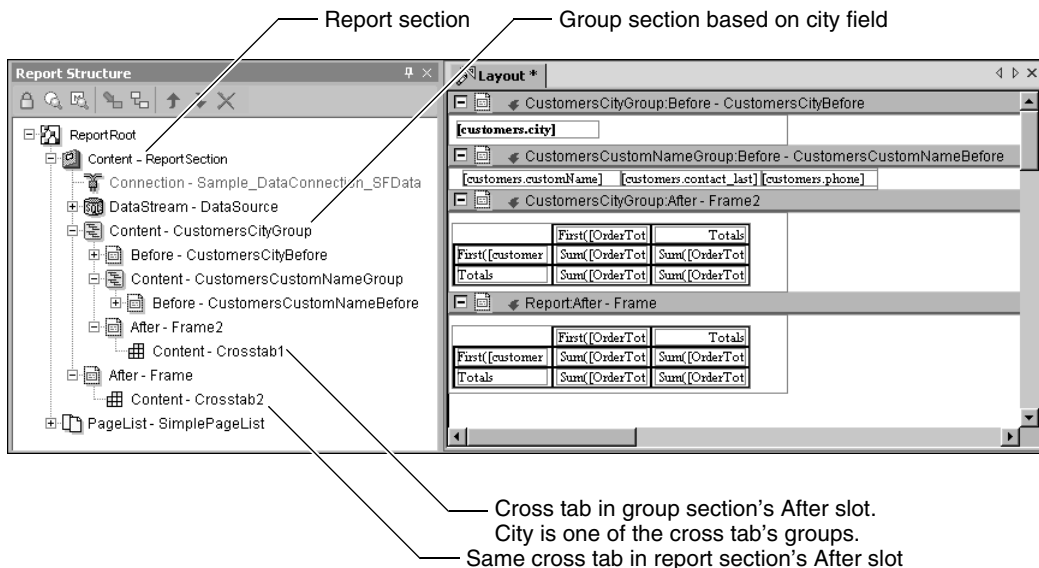 Report section
Group section based on city field
Report Structure
ReportRoot
Content - ReportSection
Connection - Sample_DataConnection_SFData
DataStream - DataSource
Content - CustomersCityGroup
Before - CustomersCityBefore
Content - CustomersCustomNameGroup
Before - CustomersCustomNameBefore
After - Frame2
Content - Crosstab1
After - Frame
Content - Crosstab2
PageList - SimplePageList
Layout *
CustomersCityGroup:Before - CustomersCityBefore
[customers.city]
CustomersCustomNameGroup:Before - CustomersCustomNameBefore
[customers.customName] [customers.contact_last] [customers.phone]
CustomersCityGroup:After - Frame2
First([OrderTot Totals
First([customer Sum([OrderTot Sum([OrderTot
Totals Sum([OrderTot Sum([OrderTot
Report:After - Frame
First([OrderTot Totals
First([customer Sum([OrderTot Sum([OrderTot
Totals Sum([OrderTot Sum([OrderTot
Cross tab in group section's After slot.
City is one of the cross tab's groups.
Same cross tab in report section's After slot